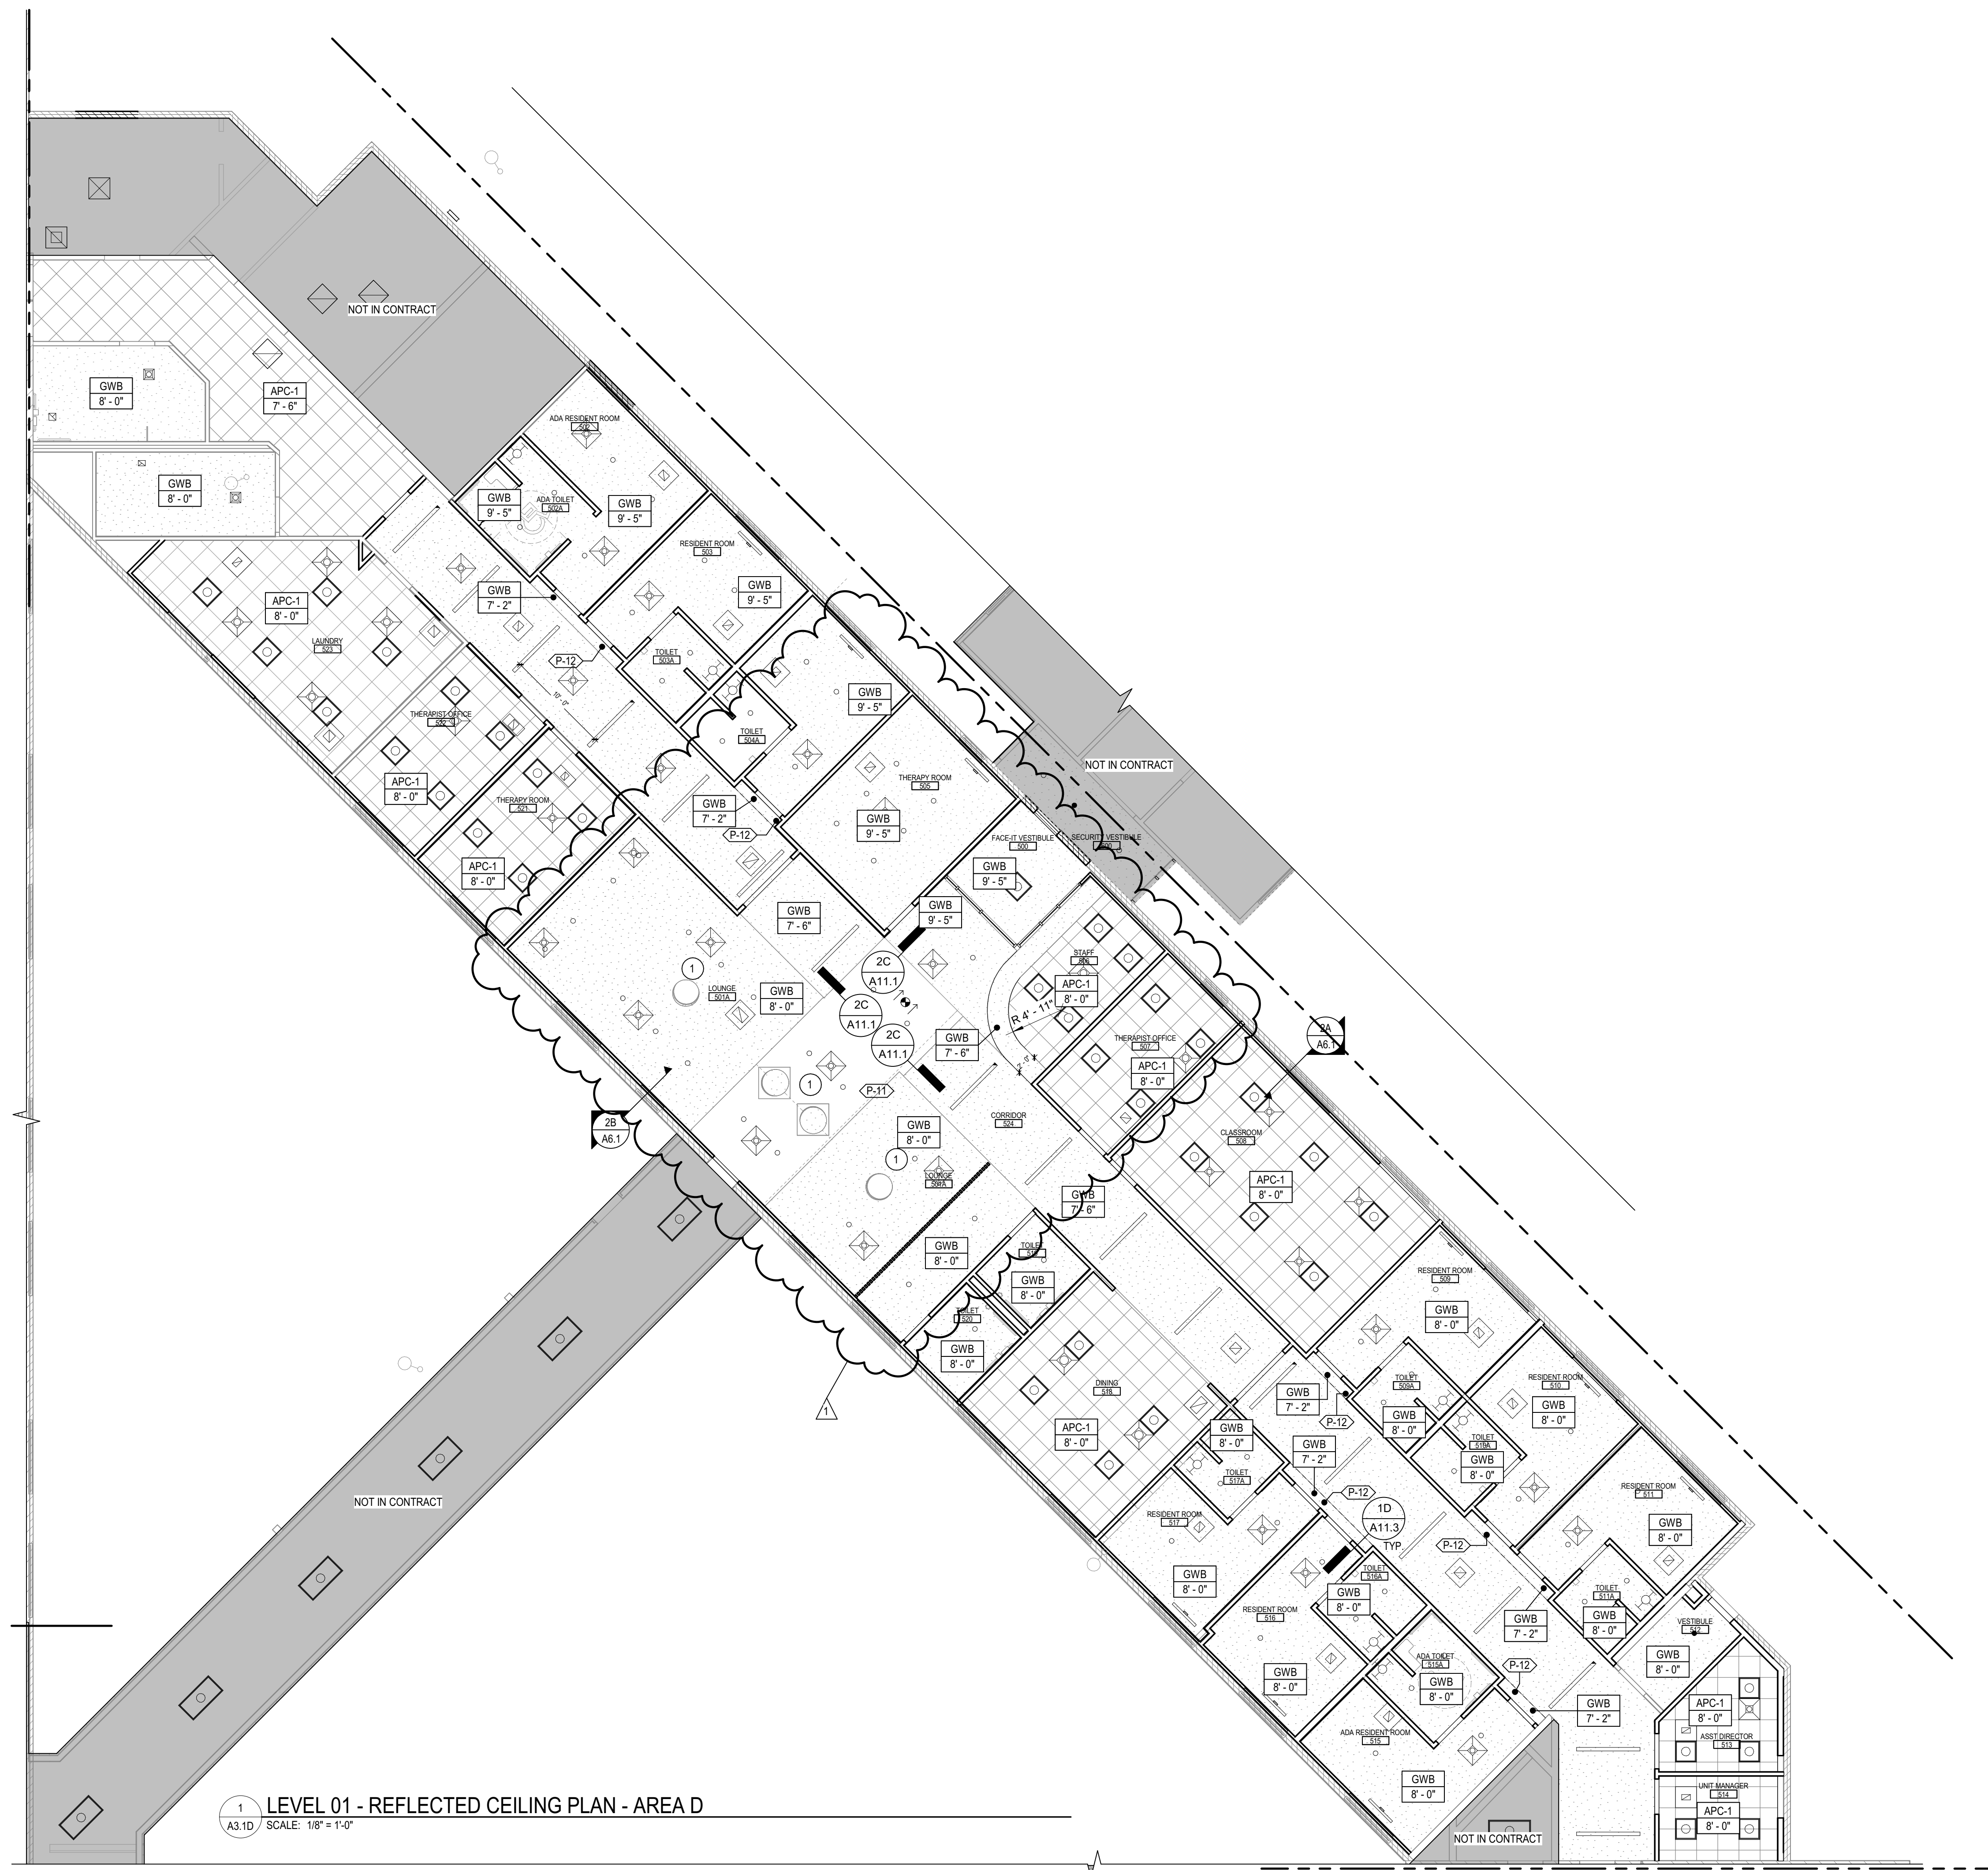 NOT IN CONTRACT
GWB
8' - 0"
APC-1
7' - 6"
GWB
8' - 0"
ADA RESIDENT ROOM
502
GWB
9' - 5"
ADA TOILET
502A
GWB
9' - 5"
RESIDENT ROOM
503
GWB
9' - 5"
GWB
7' - 2"
APC-1
8' - 0"
LAUNDRY
523
P-12
TOILET
503A
10' - 0"
GWB
9' - 5"
THERAPIST OFFICE
522
TOILET
504A
APC-1
8' - 0"
THERAPY ROOM
521
GWB
7' - 2"
P-12
THERAPY ROOM
505
GWB
9' - 5"
NOT IN CONTRACT
FACE-IT VESTIBULE
500
SECURITY VESTIBULE
APC-1
8' - 0"
GWB
9' - 5"
GWB
7' - 6"
GWB
9' - 5"
STAFF
506
2C
A11.1
1
LOUNGE
501A
GWB
8' - 0"
APC-1
8' - 0"
R 4' - 11"
2C
A11.1
2C
A11.1
GWB
7' - 6"
THERAPIST OFFICE
507
APC-1
8' - 0"
2A
A6.1
1
P-11
2B
A6.1
GWB
8' - 0"
CORRIDOR
524
CLASSROOM
508
1
LOUNGE
APC-1
8' - 0"
GWB
7' - 6"
GWB
8' - 0"
TOILET
GWB
8' - 0"
RESIDENT ROOM
509
GWB
8' - 0"
TOILET
520
GWB
8' - 0"
DINING
518
1
APC-1
8' - 0"
GWB
7' - 2"
P-12
TOILET
509A
GWB
8' - 0"
RESIDENT ROOM
510
GWB
8' - 0"
GWB
8' - 0"
GWB
7' - 2"
TOILET
510A
GWB
8' - 0"
TOILET
517A
P-12
RESIDENT ROOM
511
RESIDENT ROOM
517
1D
A11.3
TYP.
P-12
GWB
8' - 0"
NOT IN CONTRACT
GWB
8' - 0"
TOILET
516A
GWB
8' - 0"
TOILET
511A
GWB
8' - 0"
RESIDENT ROOM
516
GWB
7' - 2"
VESTIBULE
512
GWB
8' - 0"
GWB
8' - 0"
ADA TOILET
515A
GWB
8' - 0"
P-12
GWB
7' - 2"
APC-1
8' - 0"
ADA RESIDENT ROOM
515
ASST DIRECTOR
513
GWB
8' - 0"
UNIT MANAGER
514
APC-1
8' - 0"
NOT IN CONTRACT
1
A3.1D
LEVEL 01 - REFLECTED CEILING PLAN - AREA D
SCALE: 1/8" = 1'-0"